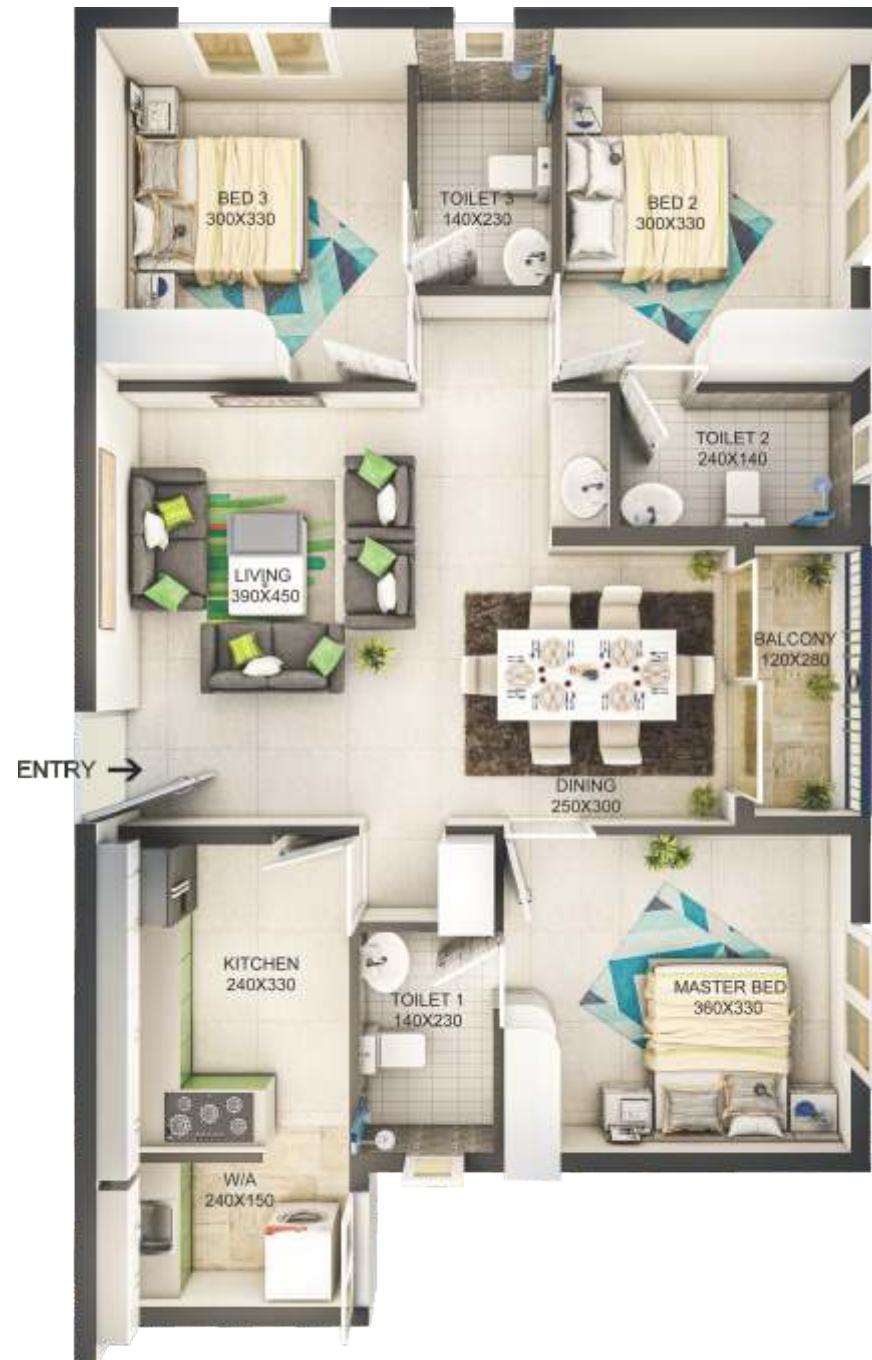 BED 3
300X330
TOILET 3
140X230
BED 2
300X330
TOILET 2
240X140
LIVING
390X450
BALCONY
120X280
ENTRY
DINING
250X300
KITCHEN
240X330
TOILET 1
140X230
MASTER BED
360X330
W/A
240X150